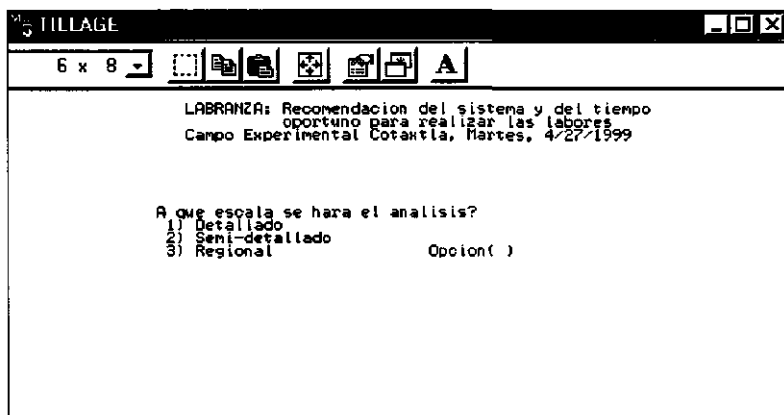 TILLAGE
6 x 8
A
LABRANZA: Recomendacion del sistema y del tiempo
oportuno para realizar las labores
Campo Experimental Cotaxtla, Martes, 4/27/1999
A que escala se hara el analisis?
1) Detallado
2) Semi-detallado
3) Regional Opcion( )